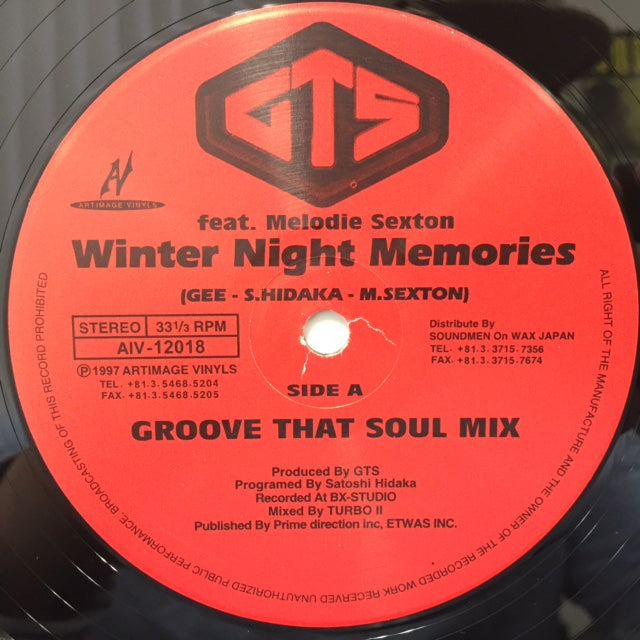 GTS
AV
ARTIMAGE VINYLS
feat. Melodie Sexton
Winter Night Memories
(GEE - S.HIDAKA - M.SEXTON)
STEREO 33 1/3 RPM
AIV-12018
Ⓟ1997 ARTIMAGE VINYLS
TEL. +81.3.5468.5204
FAX. +81.3.5468.5205
Distribute By
SOUNDMEN On WAX JAPAN
TEL. +81.3.3715.7356
FAX. +81.3.3715.7674
SIDE A
GROOVE THAT SOUL MIX
Produced By GTS
Programed By Satoshi Hidaka
Recorded At BX-STUDIO
Mixed By TURBO II
Published By Prime direction inc, ETWAS INC.
ALL RIGHT OF THE MANUFACTURE AND THE OWNER OF THE RECORDED WORK RECERVED UNAUTHORIZED PUBLIC PERFORMANCE, BROADCASTING OF THIS RECORD PROHIBITED